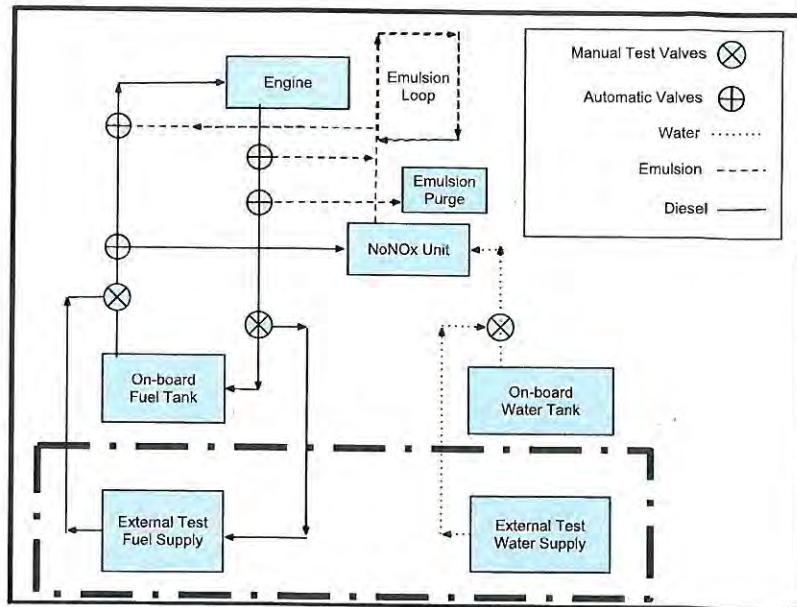 Engine
Emulsion
Loop
Manual Test Valves
Automatic Valves
Water
Emulsion
Diesel
Emulsion
Purge
NoNOx Unit
On-board
Fuel Tank
On-board
Water Tank
External Test
Fuel Supply
External Test
Water Supply